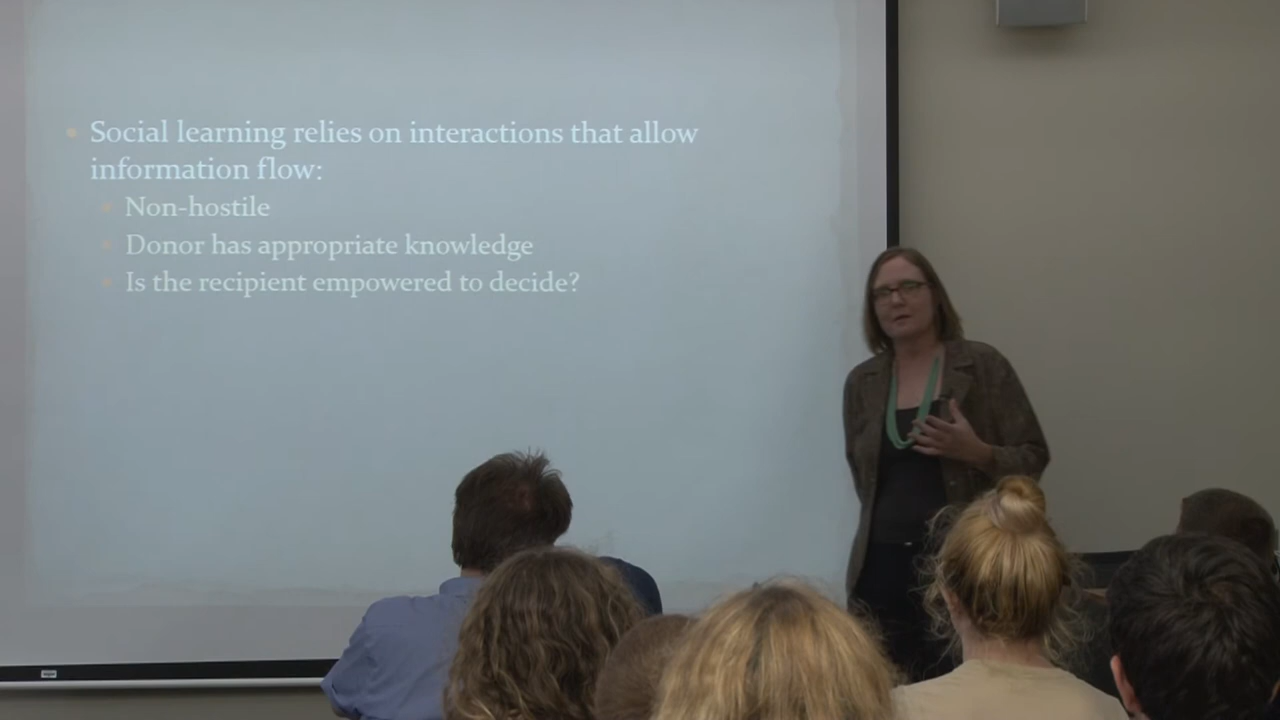 Social learning relies on interactions that allow
information flow:
Non-hostile
Donor has appropriate knowledge
Is the recipient empowered to decide?